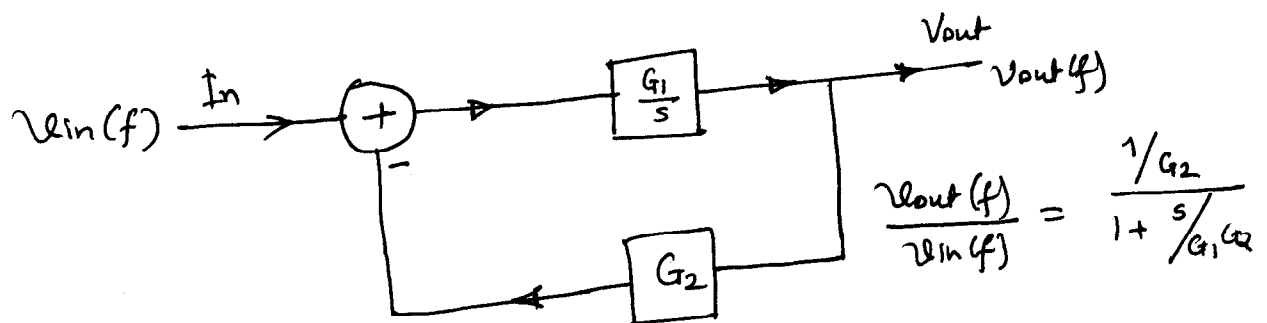 Vin(f)
In
+
-
G1/s
Vout
Vout(f)
G2
Vout(f)/Vin(f) = 1/G2 / 1 + s/G1G2